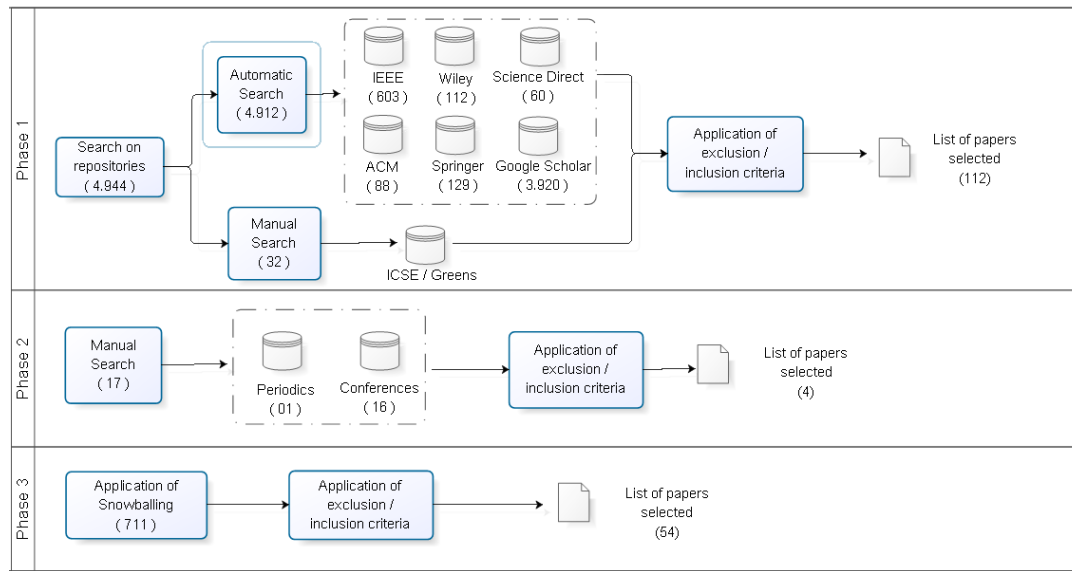 Phase 1
Search on
repositories
( 4.944 )
Automatic
Search
( 4.912 )
IEEE
( 603 )
Wiley
( 112 )
Science Direct
( 60 )
ACM
( 88 )
Springer
( 129 )
Google Scholar
( 3.920 )
Manual
Search
( 32 )
ICSE / Greens
Application of
exclusion /
inclusion criteria
List of papers
selected
(112)
Phase 2
Manual
Search
( 17 )
Periodics
( 01 )
Conferences
( 16 )
Application of
exclusion /
inclusion criteria
List of papers
selected
(4)
Phase 3
Application of
Snowballing
( 711 )
Application of
exclusion /
inclusion criteria
List of papers
selected
(54)